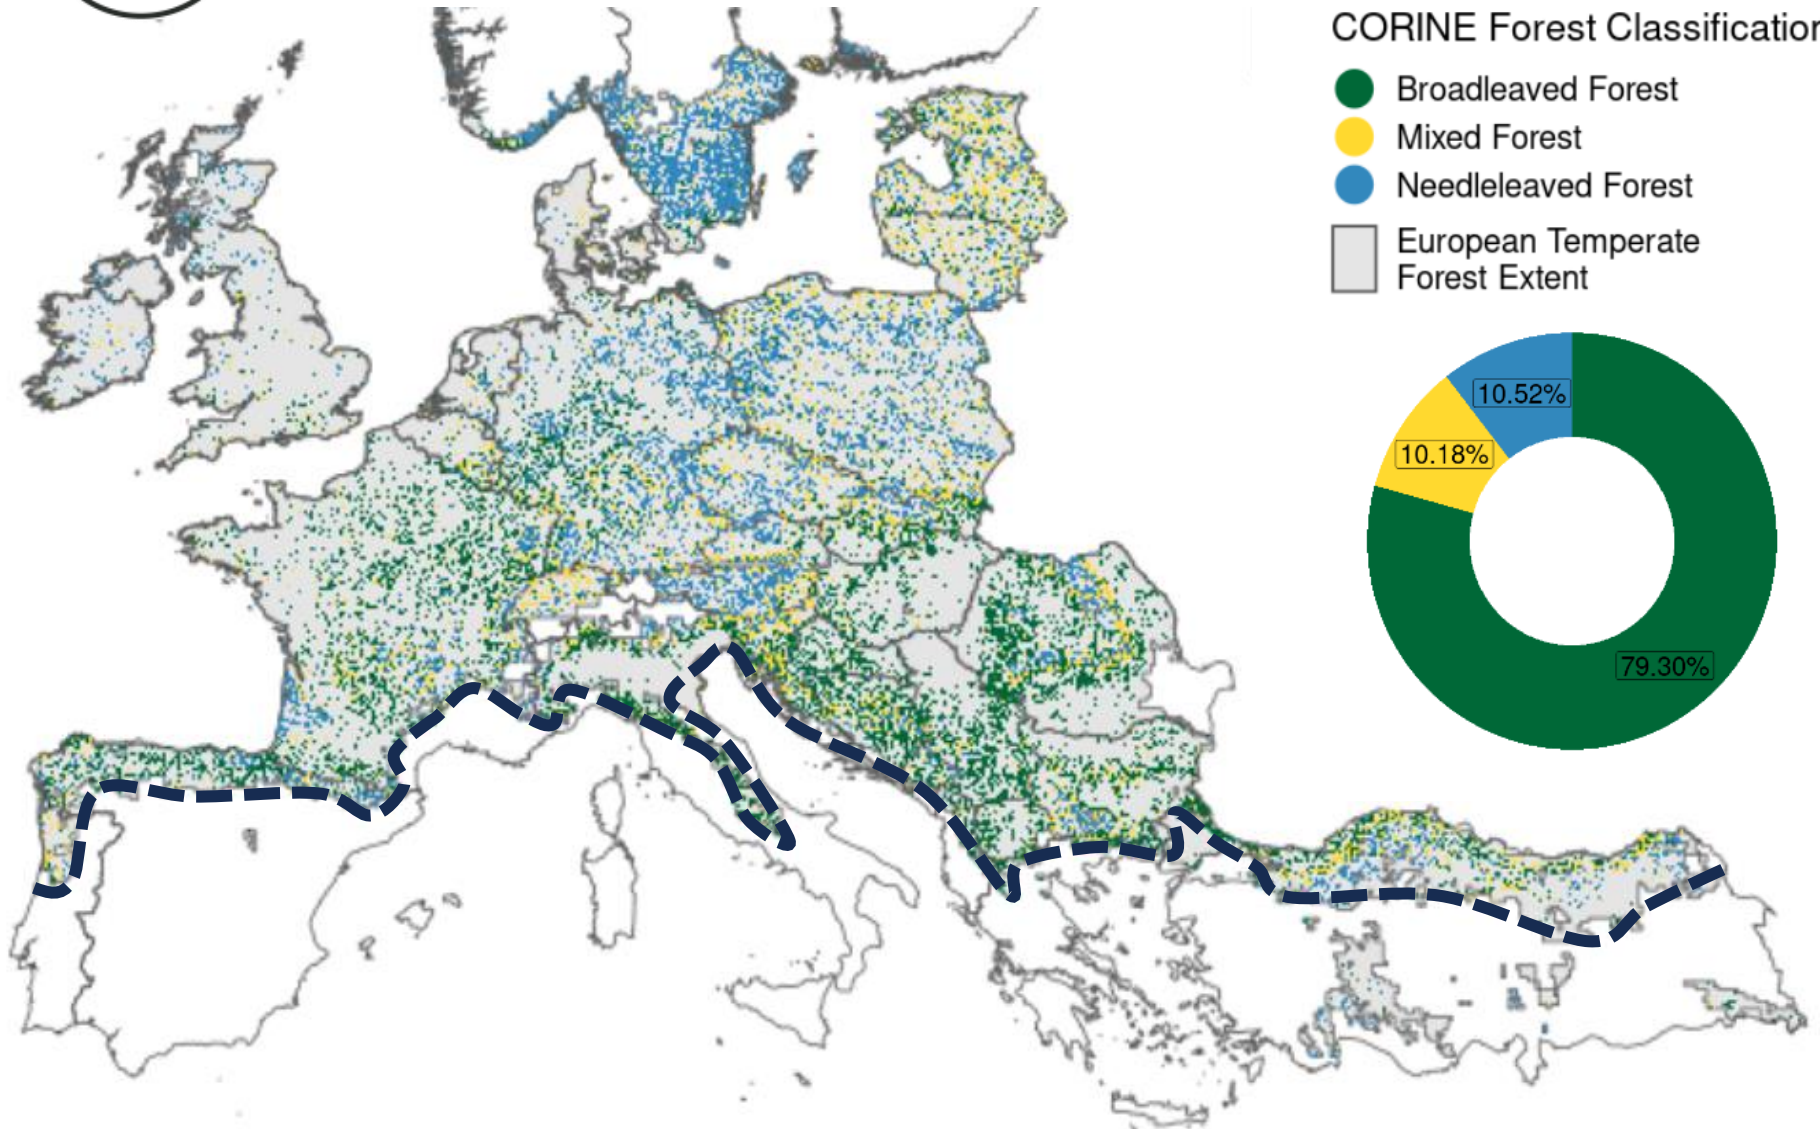 CORINE Forest Classification
Broadleaved Forest
Mixed Forest
Needleleaved Forest
European Temperate
Forest Extent
10.52%
10.18%
79.30%